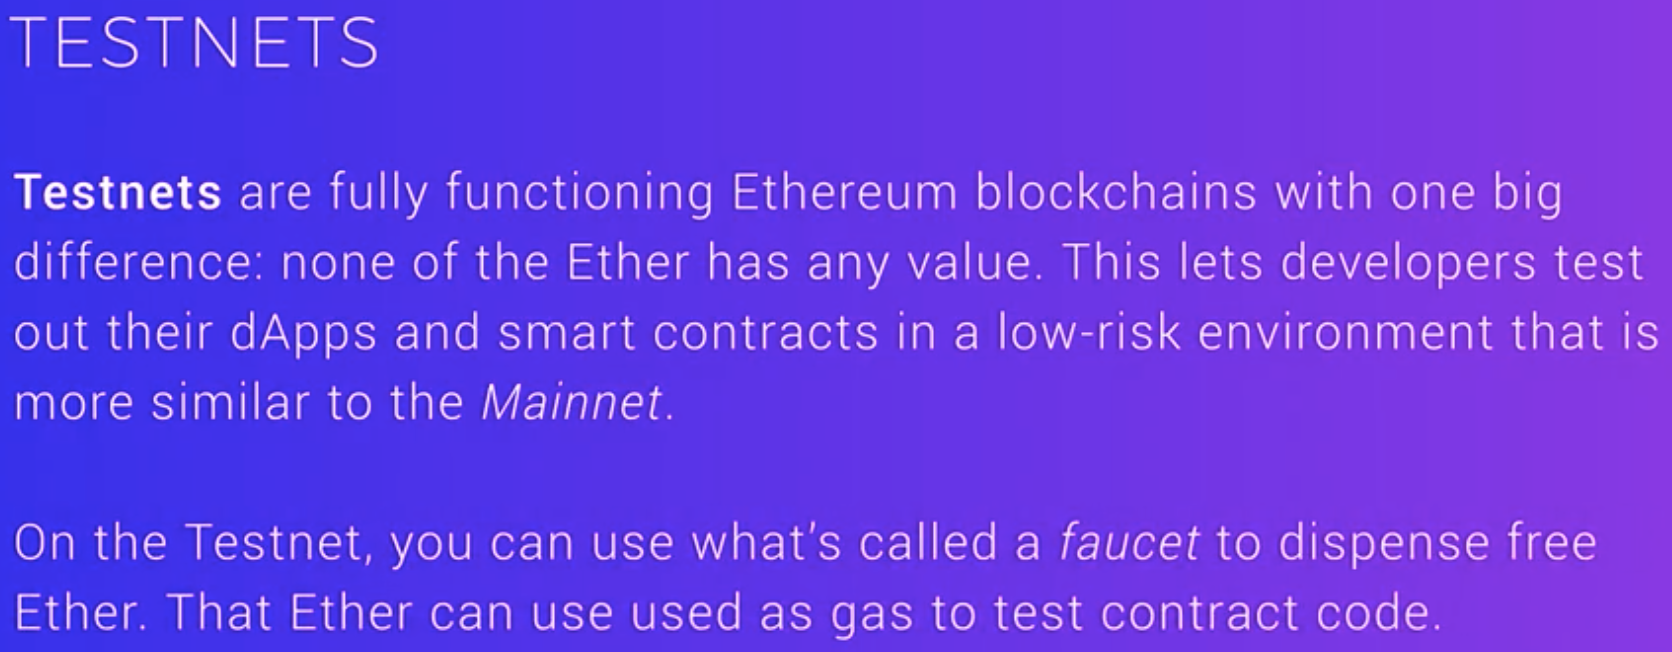 TESTNETS
Testnets are fully functioning Ethereum blockchains with one big
difference: none of the Ether has any value. This lets developers test
out their dApps and smart contracts in a low-risk environment that is
more similar to the Mainnet.
On the Testnet, you can use what's called a faucet to dispense free
Ether. That Ether can use used as gas to test contract code.